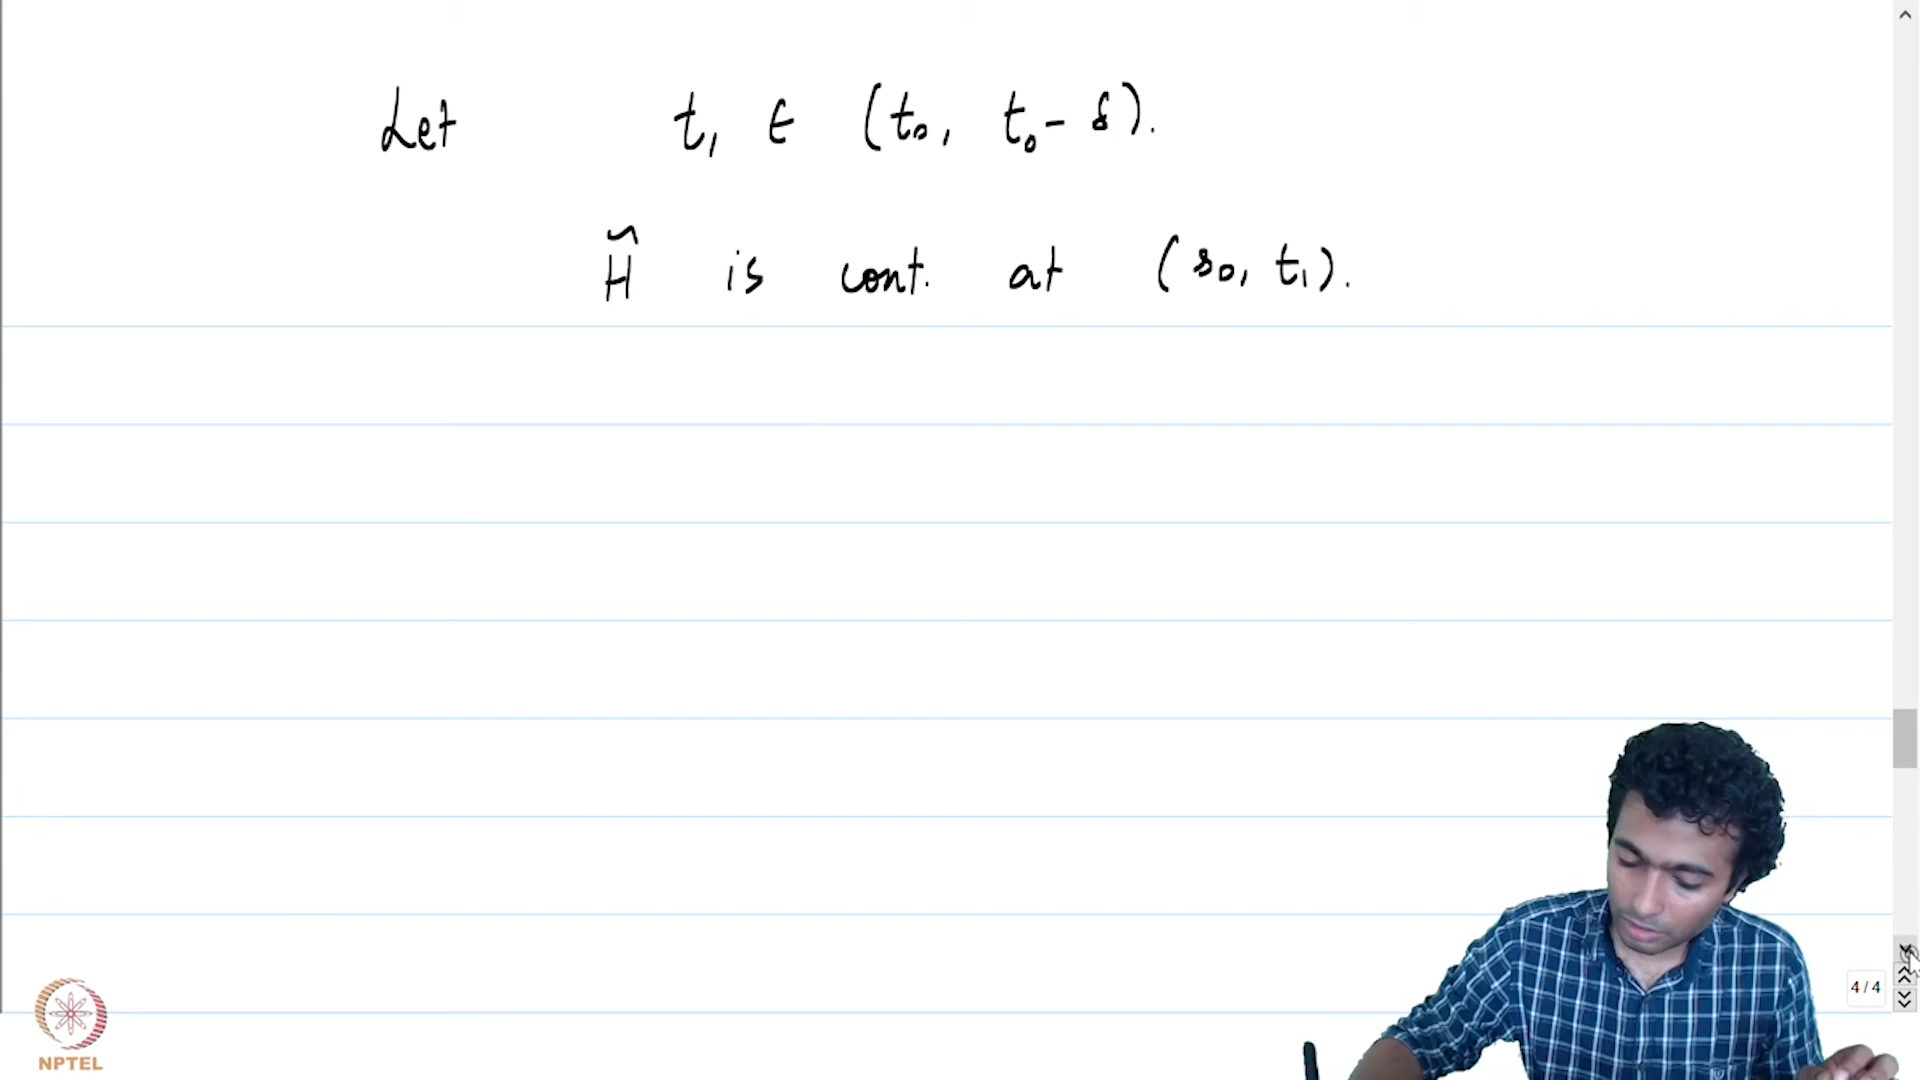 Let t₁ ∈ (t₀, t₀ - δ).
H̃ is cont. at (s₀, t₁).
4 / 4
NPTEL